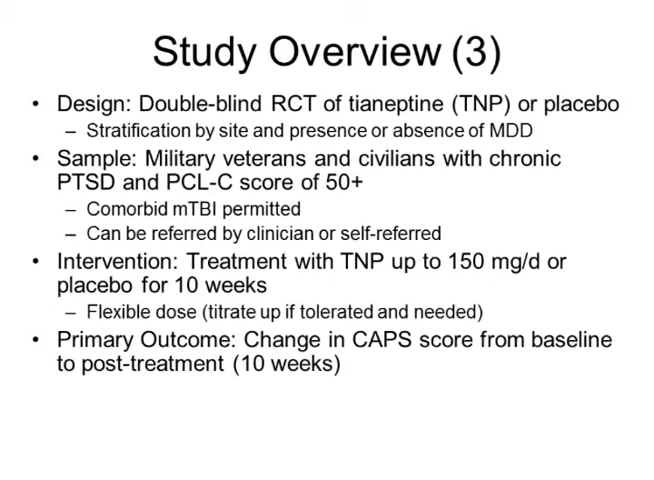 Study Overview (3)
• Design: Double-blind RCT of tianeptine (TNP) or placebo
– Stratification by site and presence or absence of MDD
• Sample: Military veterans and civilians with chronic
PTSD and PCL-C score of 50+
– Comorbid mTBI permitted
– Can be referred by clinician or self-referred
• Intervention: Treatment with TNP up to 150 mg/d or
placebo for 10 weeks
– Flexible dose (titrate up if tolerated and needed)
• Primary Outcome: Change in CAPS score from baseline
to post-treatment (10 weeks)